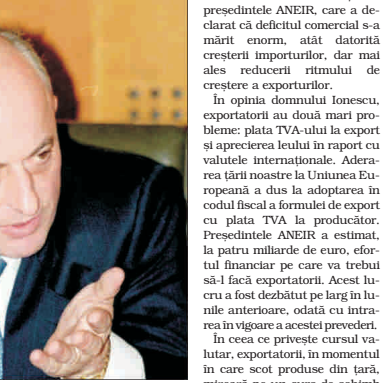 președintele ANEIR, care a de-
clarat că deficitul comercial s-a
mărit enorm, atât datorită
creșterii importurilor, dar mai
ales reducerii ritmului de
creștere a exporturilor.
În opinia domnului Ionescu,
exportatorii au două mari pro-
bleme: plata TVA-ului la export
și aprecierea leului în raport cu
valutele internaționale. Adera-
rea țării noastre la Uniunea Eu-
ropeană a dus la adoptarea în
codul fiscal a formulei de export
cu plata TVA la producător.
Președintele ANEIR a estimat,
la patru miliarde de euro, efor-
tul financiar pe care va trebui
să-l facă exportatorii. Acest lu-
cru a fost dezbătut pe larg în lu-
nile anterioare, odată cu intra-
rea în vigoare a acestei prevederi.
În ceea ce privește cursul va-
lutar, exportatorii, în momentul
în care scot produse din țară,